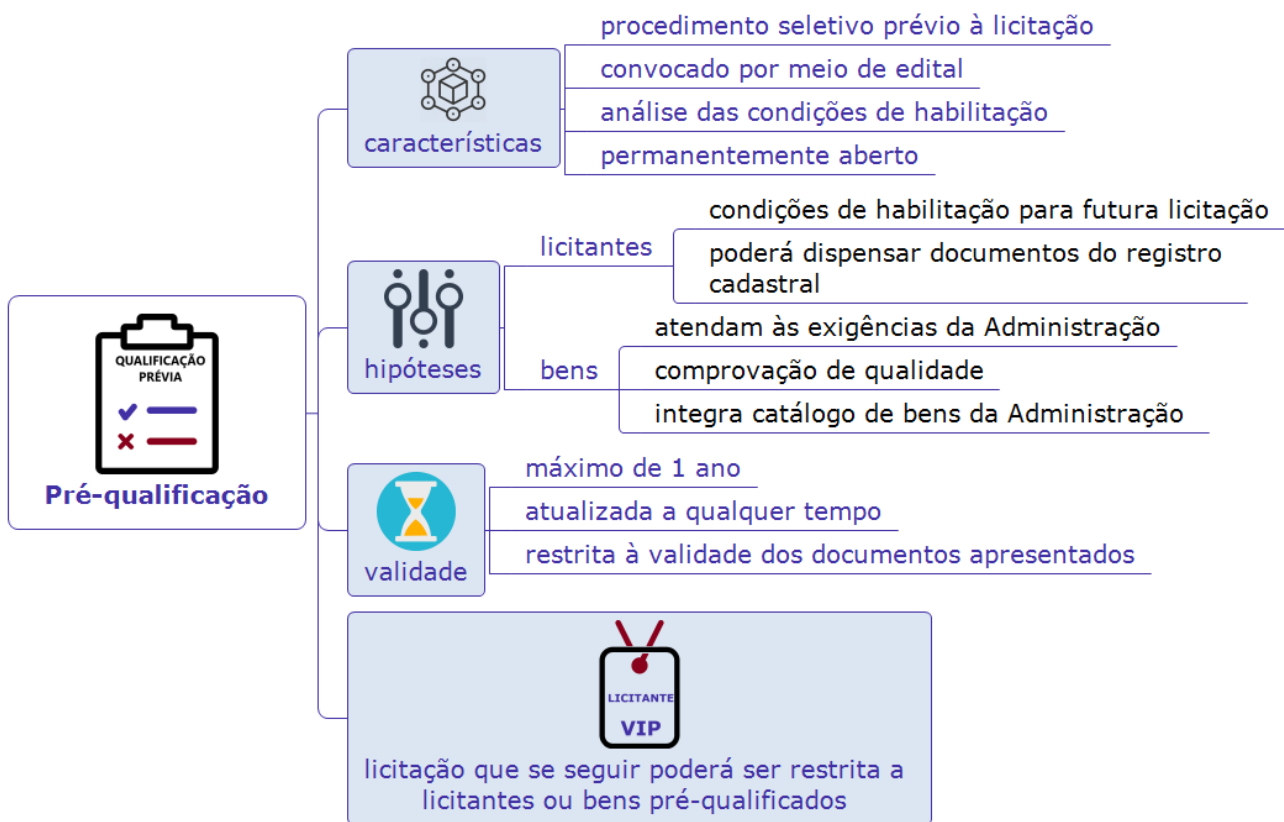 procedimento seletivo prévio à licitação
convocado por meio de edital
análise das condições de habilitação
permanentemente aberto
características
condições de habilitação para futura licitação
poderá dispensar documentos do registro
cadastral
licitantes
hipóteses
atendam às exigências da Administração
bens
comprovação de qualidade
integra catálogo de bens da Administração
QUALIFICAÇÃO
PRÉVIA
Pré-qualificação
máximo de 1 ano
atualizada a qualquer tempo
restrita à validade dos documentos apresentados
validade
LICITANTE
VIP
licitação que se seguir poderá ser restrita a
licitantes ou bens pré-qualificados